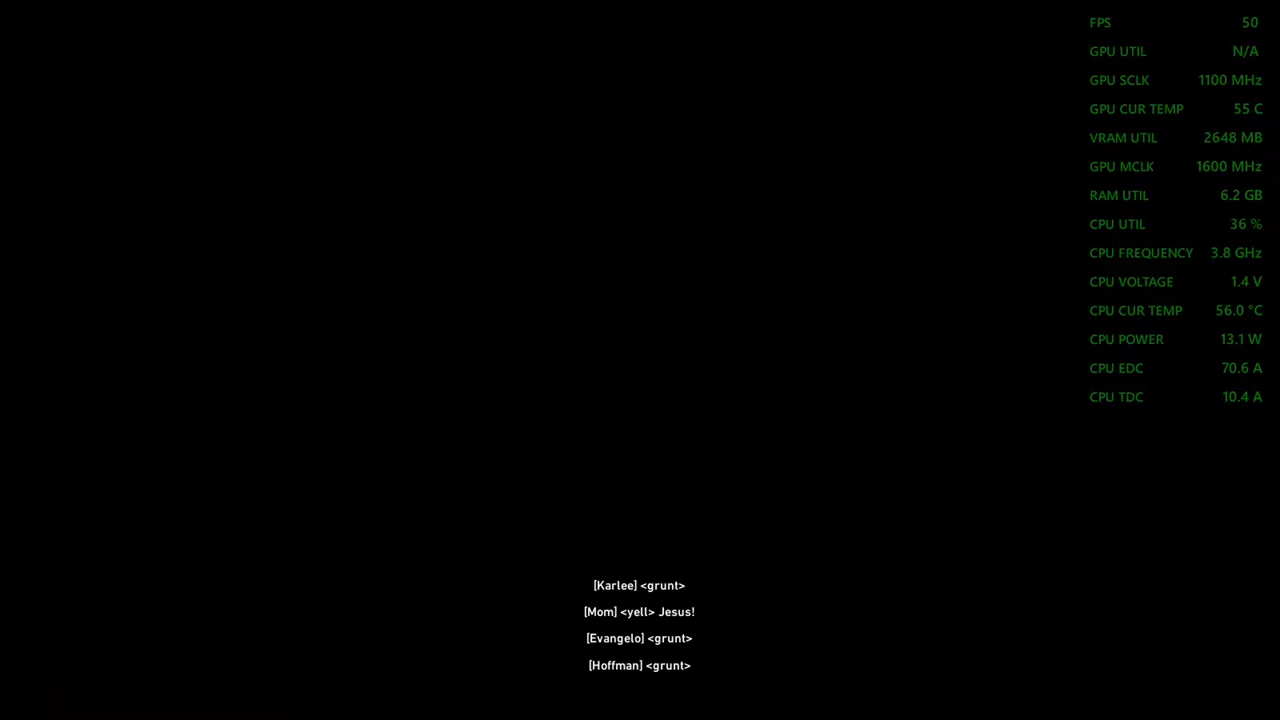 FPS 50
GPU UTIL N/A
GPU SCLK 1100 MHz
GPU CUR TEMP 55 C
VRAM UTIL 2648 MB
GPU MCLK 1600 MHz
RAM UTIL 6.2 GB
CPU UTIL 36 %
CPU FREQUENCY 3.8 GHz
CPU VOLTAGE 1.4 V
CPU CUR TEMP 56.0 °C
CPU POWER 13.1 W
CPU EDC 70.6 A
CPU TDC 10.4 A
[Karlee] <grunt>
[Mom] <yell> Jesus!
[Evangelo] <grunt>
[Hoffman] <grunt>